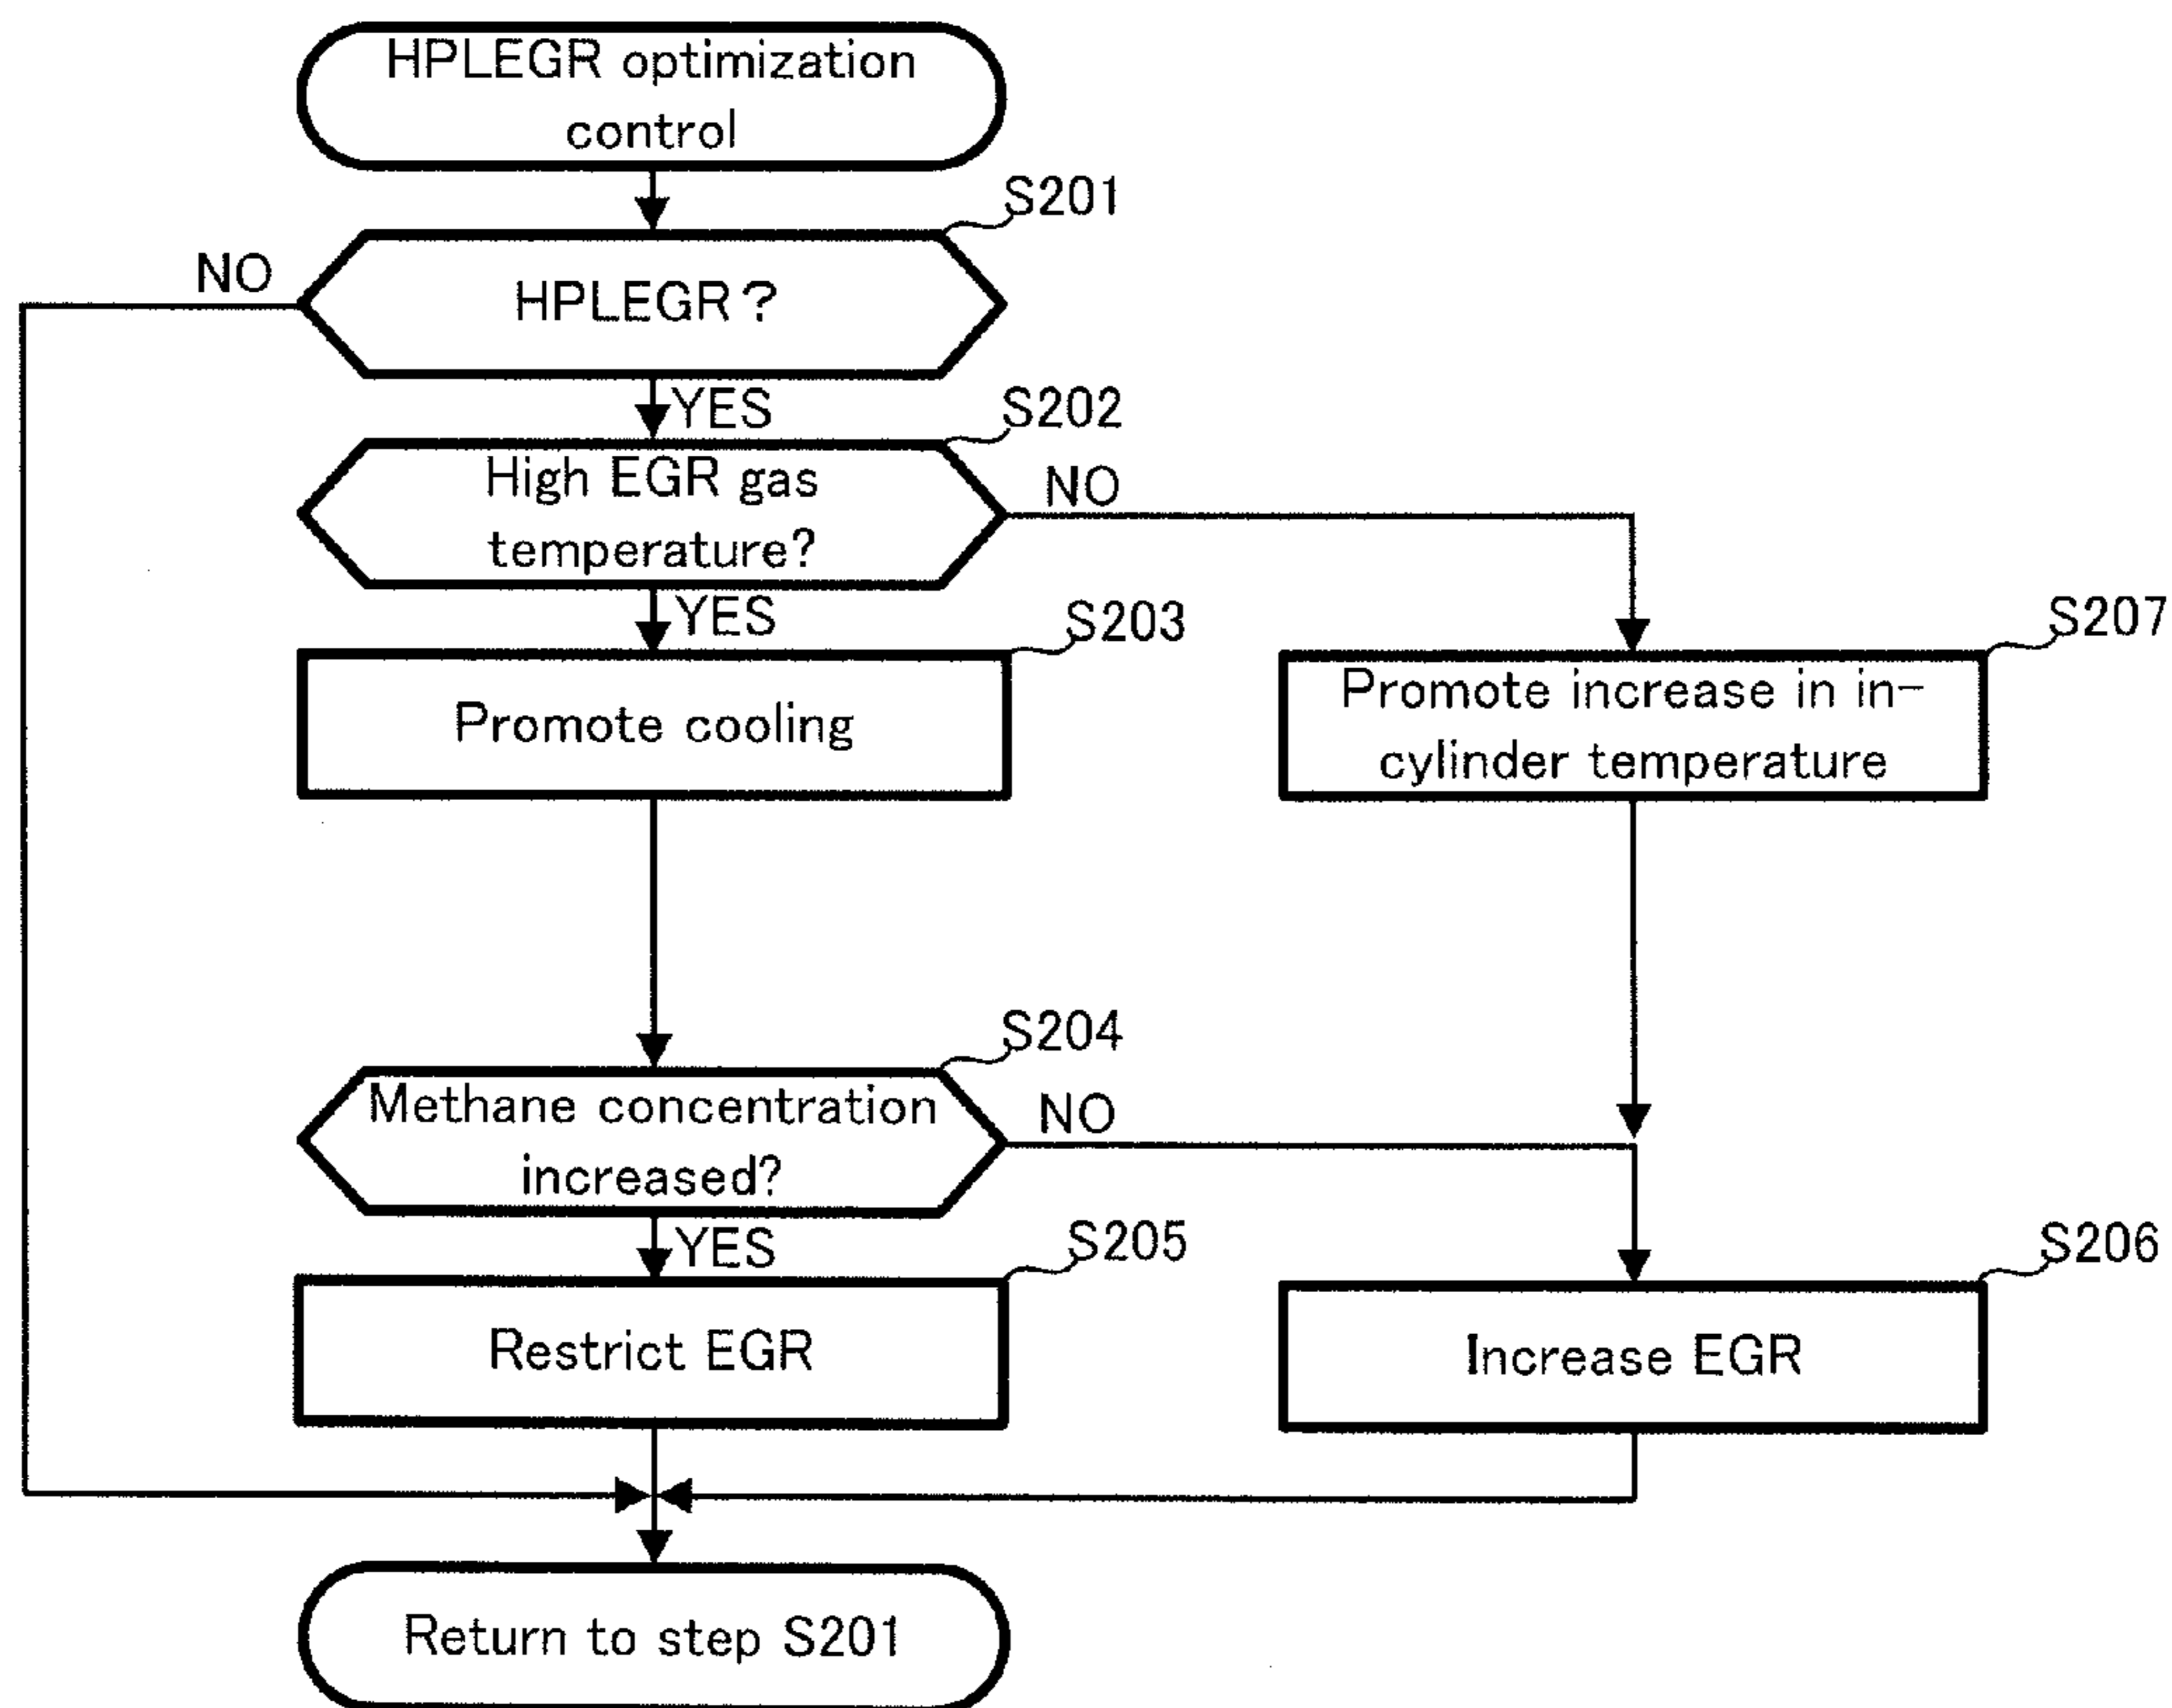 HPLEGR optimization
control
S201
NO
HPLEGR?
YES
S202
High EGR gas
temperature?
NO
YES
S203
Promote cooling
S207
Promote increase in in-
cylinder temperature
S204
Methane concentration
increased?
NO
YES
S205
Restrict EGR
S206
Increase EGR
Return to step S201